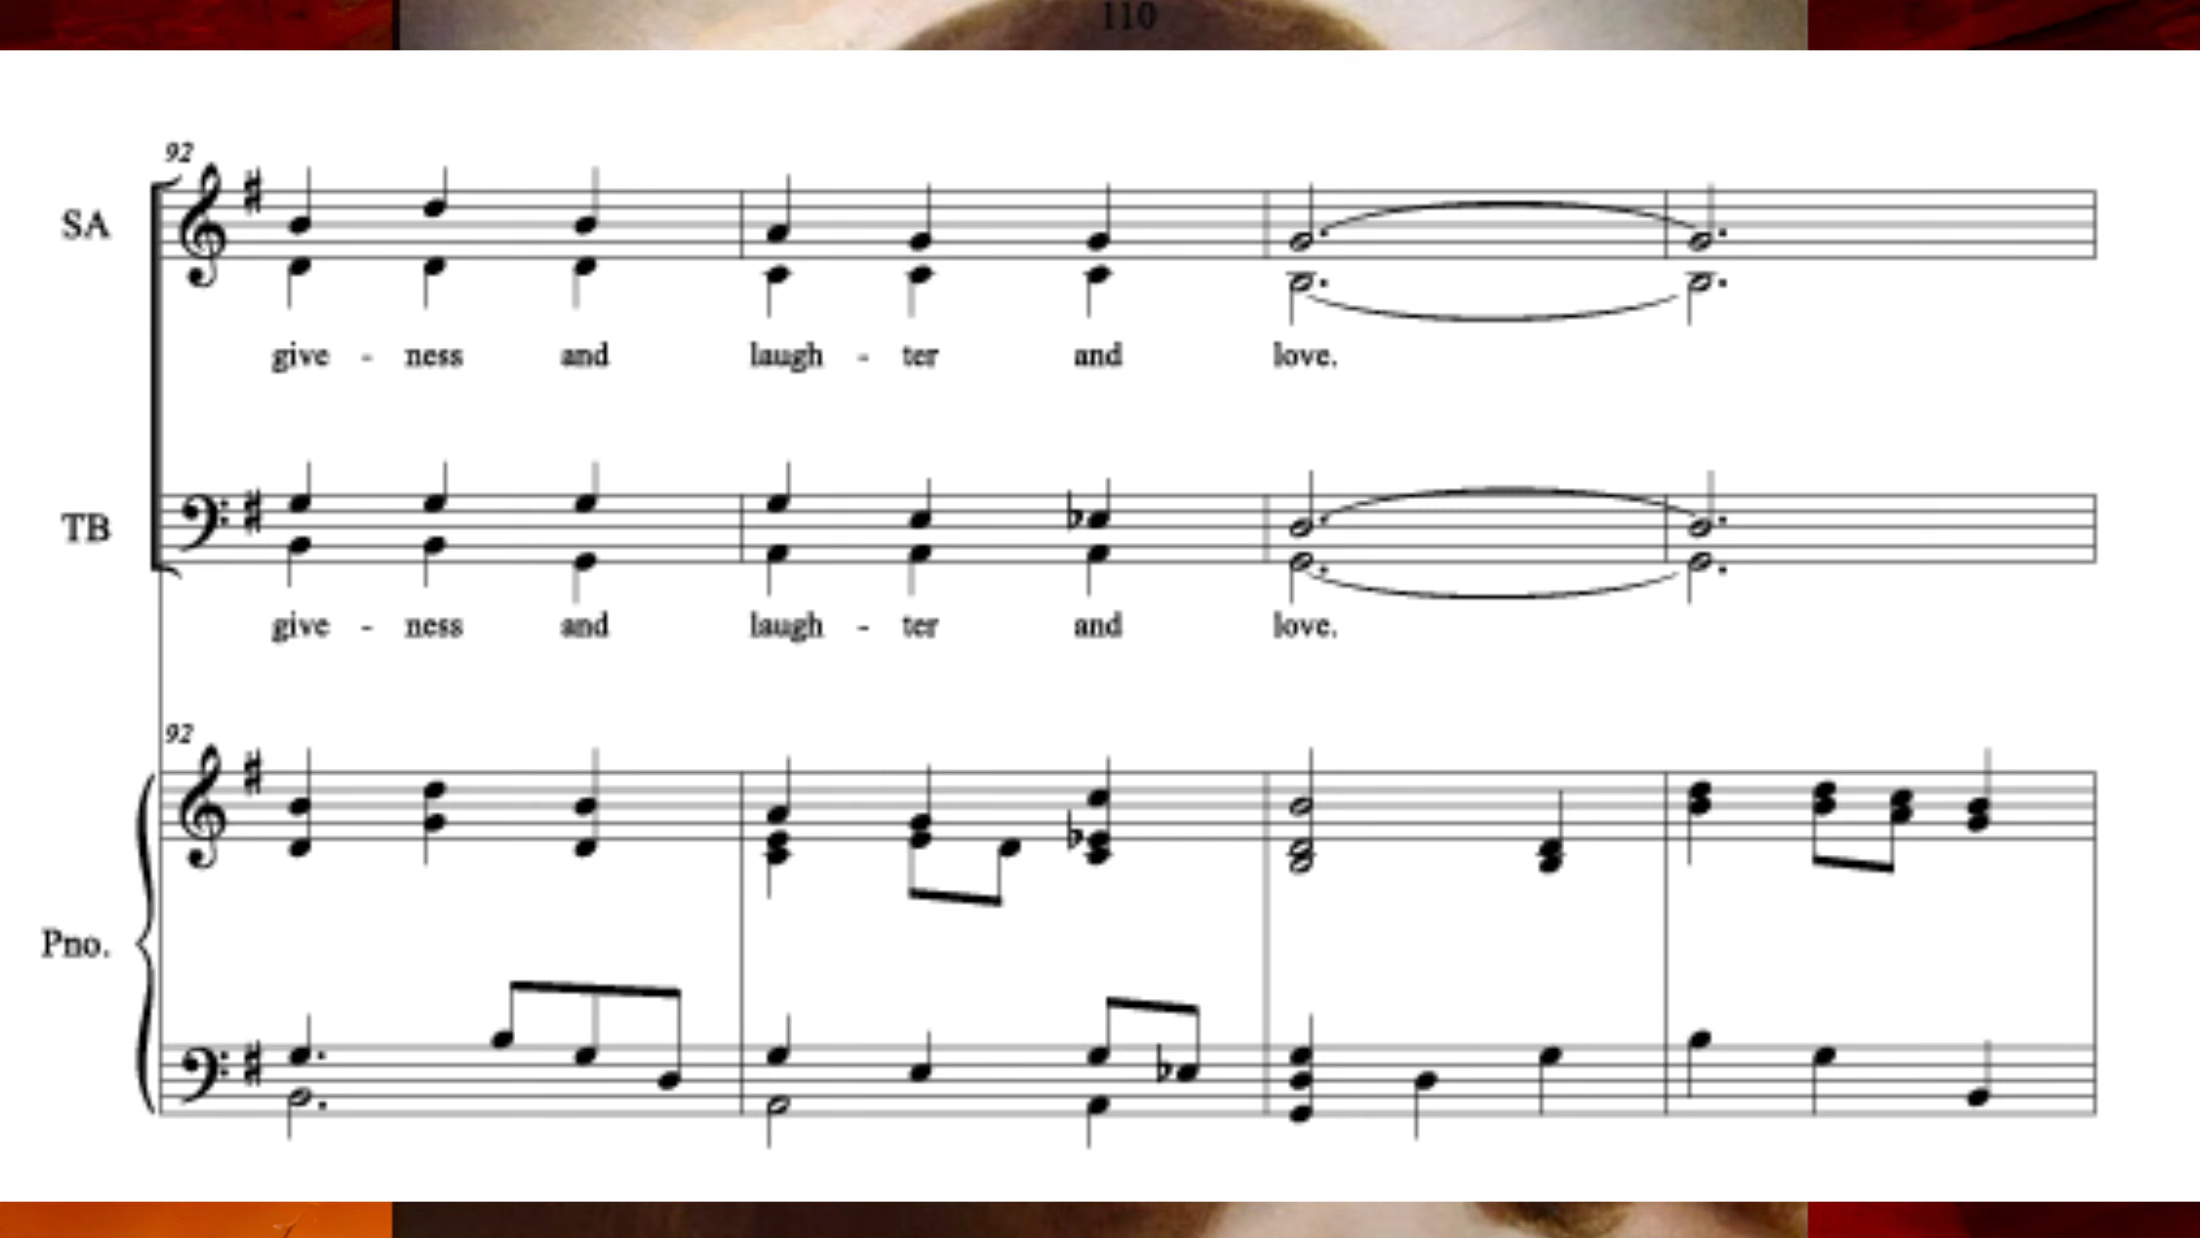 110
92
SA
give - ness and laugh - ter and love.
TB
give - ness and laugh - ter and love.
92
Pno.